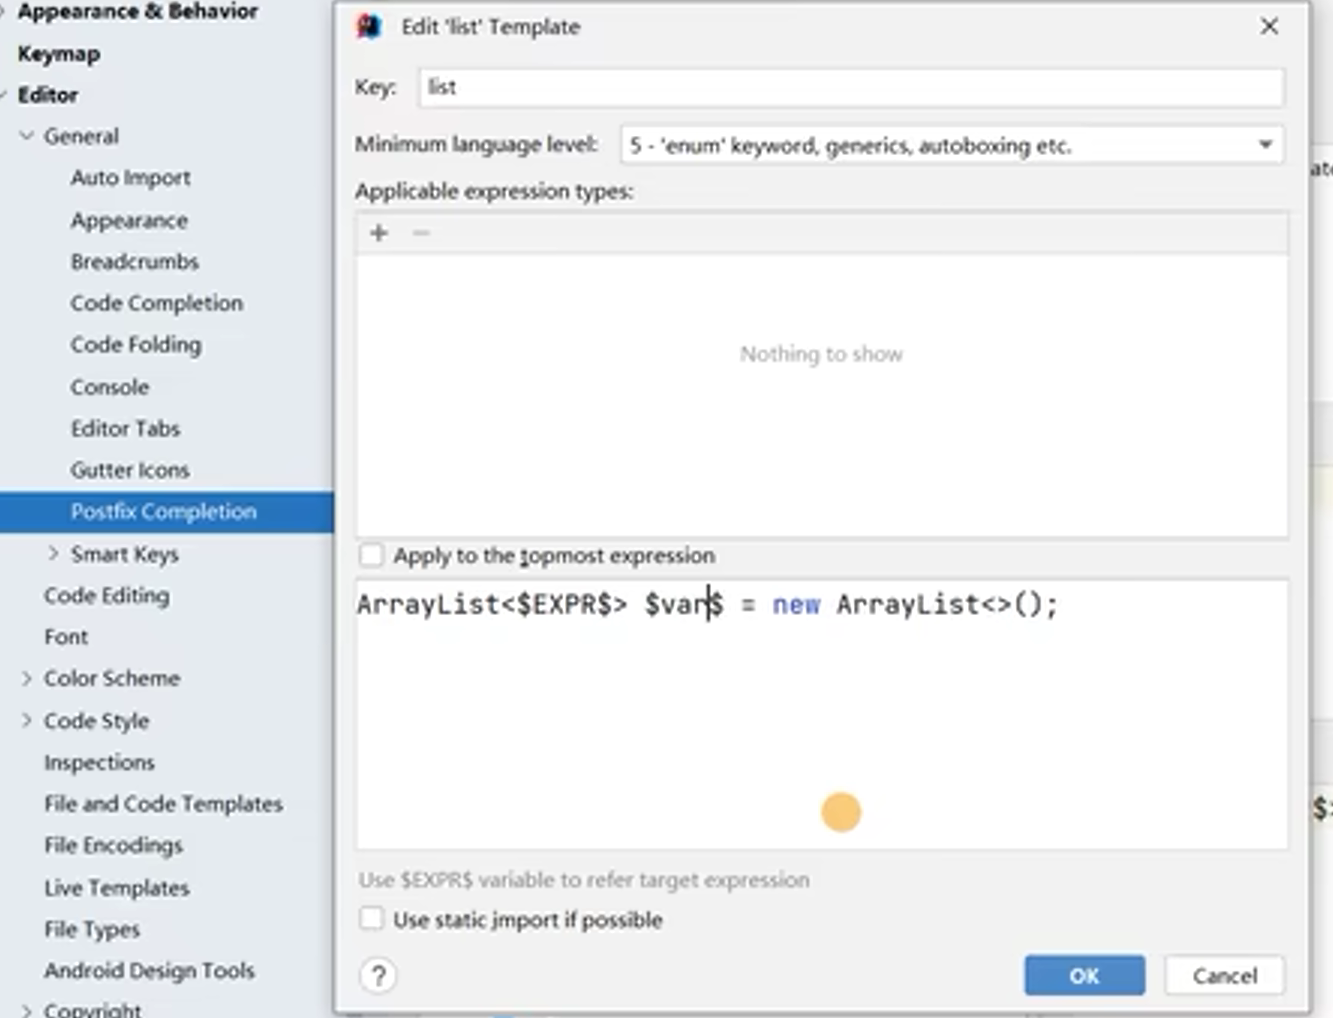 Appearance & Behavior
Keymap
Editor
General
Auto Import
Appearance
Breadcrumbs
Code Completion
Code Folding
Console
Editor Tabs
Gutter Icons
Postfix Completion
Smart Keys
Code Editing
Font
Color Scheme
Code Style
Inspections
File and Code Templates
File Encodings
Live Templates
File Types
Android Design Tools
Copyright
Edit 'list' Template
Key: list
Minimum language level: 5 - 'enum' keyword, generics, autoboxing etc.
Applicable expression types:
+ −
Nothing to show
Apply to the topmost expression
ArrayList<$EXPR$> $var$ = new ArrayList<>();
Use $EXPR$ variable to refer target expression
Use static import if possible
?
OK
Cancel